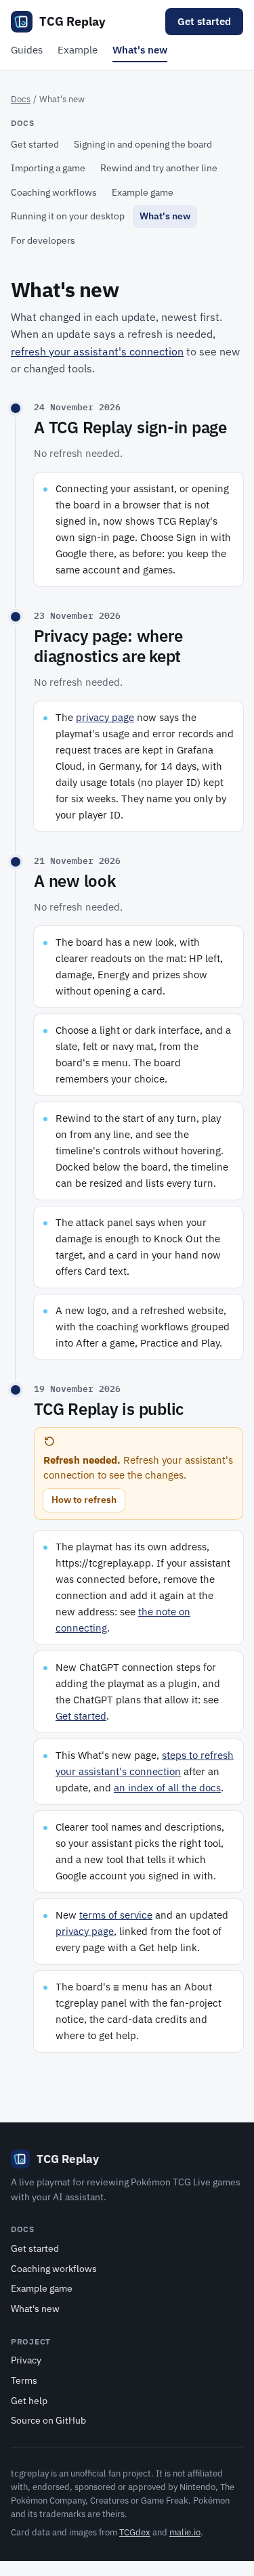 TCG Replay
Get started
Guides
Example
What's new
Docs / What's new
DOCS
Get started
Signing in and opening the board
Importing a game
Rewind and try another line
Coaching workflows
Example game
Running it on your desktop
What's new
For developers
What's new
What changed in each update, newest first.
When an update says a refresh is needed,
refresh your assistant's connection to see new
or changed tools.
24 November 2026
A TCG Replay sign-in page
No refresh needed.
Connecting your assistant, or opening
the board in a browser that is not
signed in, now shows TCG Replay's
own sign-in page. Choose Sign in with
Google there, as before: you keep the
same account and games.
23 November 2026
Privacy page: where
diagnostics are kept
No refresh needed.
The privacy page now says the
playmat's usage and error records and
request traces are kept in Grafana
Cloud, in Germany, for 14 days, with
daily usage totals (no player ID) kept
for six weeks. They name you only by
your player ID.
21 November 2026
A new look
No refresh needed.
The board has a new look, with
clearer readouts on the mat: HP left,
damage, Energy and prizes show
without opening a card.
Choose a light or dark interface, and a
slate, felt or navy mat, from the
board's ≡ menu. The board
remembers your choice.
Rewind to the start of any turn, play
on from any line, and see the
timeline's controls without hovering.
Docked below the board, the timeline
can be resized and lists every turn.
The attack panel says when your
damage is enough to Knock Out the
target, and a card in your hand now
offers Card text.
A new logo, and a refreshed website,
with the coaching workflows grouped
into After a game, Practice and Play.
19 November 2026
TCG Replay is public
Refresh needed. Refresh your assistant's
connection to see the changes.
How to refresh
The playmat has its own address,
https://tcgreplay.app. If your assistant
was connected before, remove the
connection and add it again at the
new address: see the note on
connecting.
New ChatGPT connection steps for
adding the playmat as a plugin, and
the ChatGPT plans that allow it: see
Get started.
This What's new page, steps to refresh
your assistant's connection after an
update, and an index of all the docs.
Clearer tool names and descriptions,
so your assistant picks the right tool,
and a new tool that tells it which
Google account you signed in with.
New terms of service and an updated
privacy page, linked from the foot of
every page with a Get help link.
The board's ≡ menu has an About
tcgreplay panel with the fan-project
notice, the card-data credits and
where to get help.
TCG Replay
A live playmat for reviewing Pokémon TCG Live games
with your AI assistant.
DOCS
Get started
Coaching workflows
Example game
What's new
PROJECT
Privacy
Terms
Get help
Source on GitHub
tcgreplay is an unofficial fan project. It is not affiliated
with, endorsed, sponsored or approved by Nintendo, The
Pokémon Company, Creatures or Game Freak. Pokémon
and its trademarks are theirs.
Card data and images from TCGdex and malie.io.